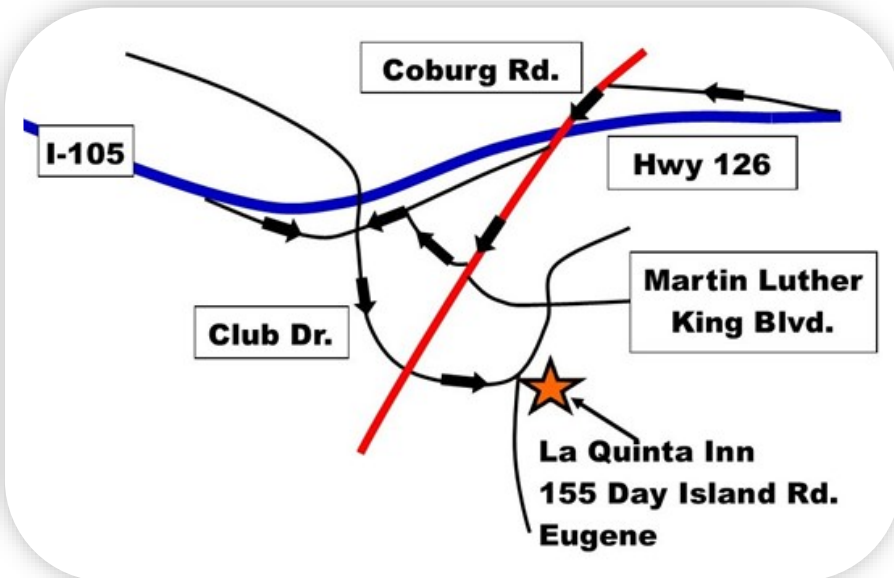 Coburg Rd.
I-105
Hwy 126
Martin Luther
King Blvd.
Club Dr.
La Quinta Inn
155 Day Island Rd.
Eugene